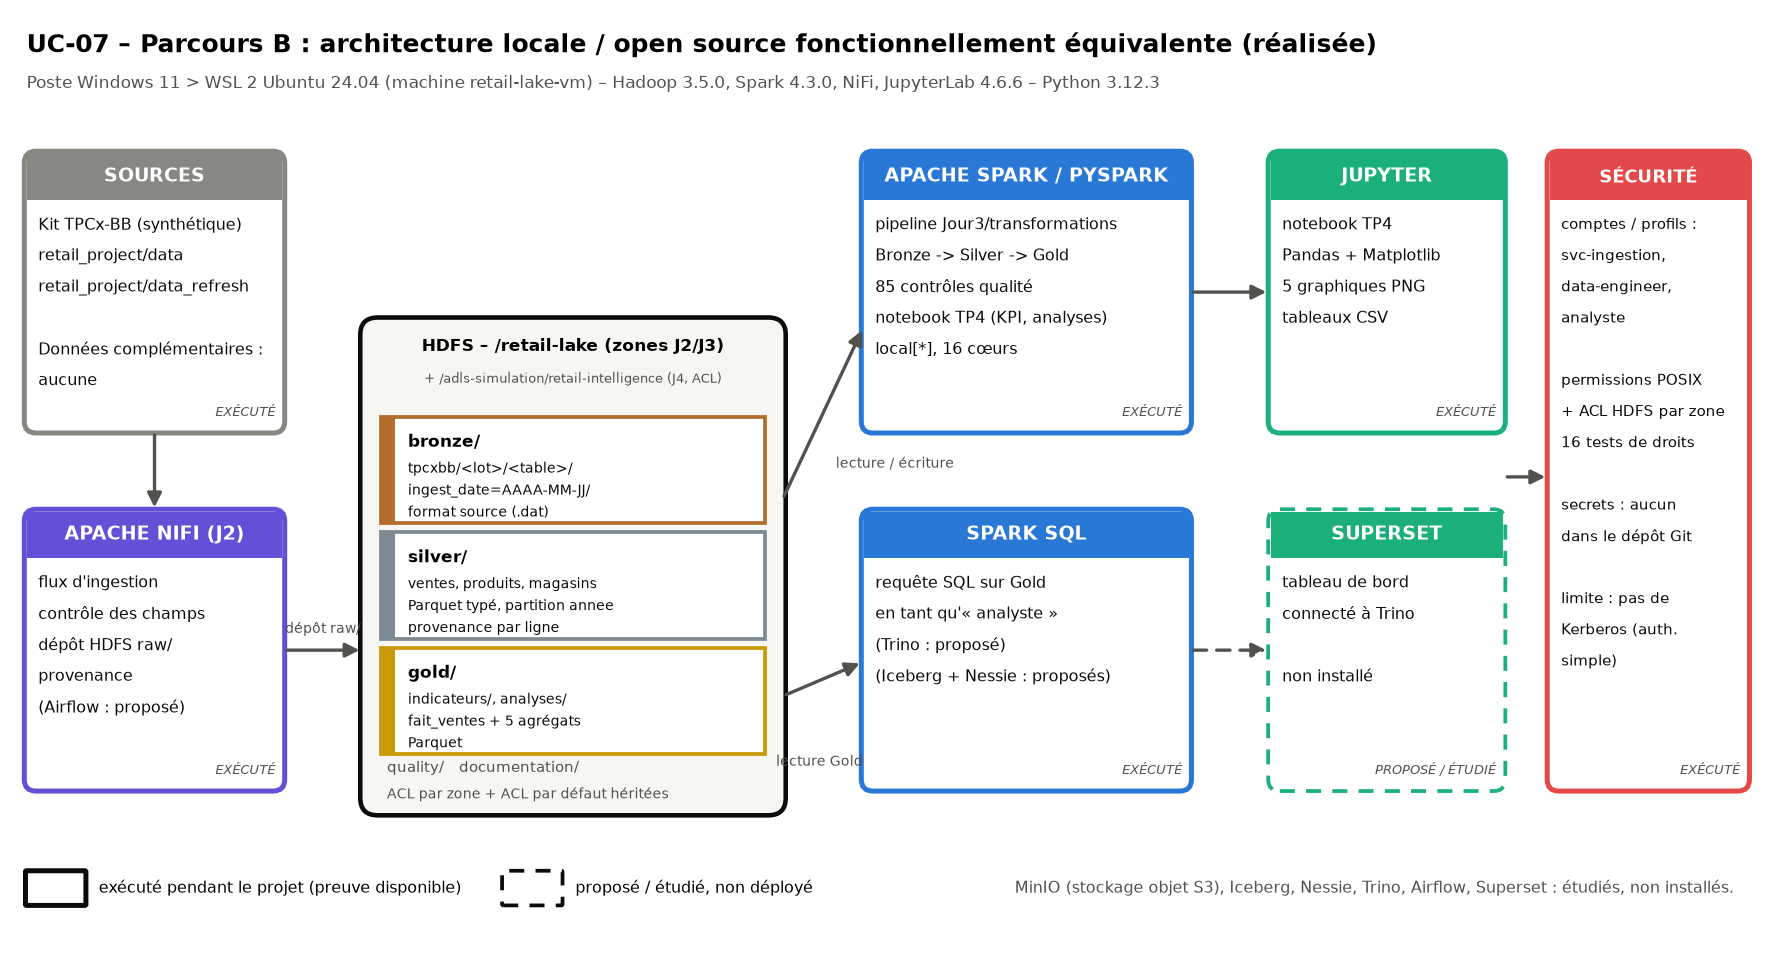 UC-07 – Parcours B : architecture locale / open source fonctionnellement équivalente (réalisée)
Poste Windows 11 > WSL 2 Ubuntu 24.04 (machine retail-lake-vm) – Hadoop 3.5.0, Spark 4.3.0, NiFi, JupyterLab 4.6.6 – Python 3.12.3
SOURCES
Kit TPCx-BB (synthétique)
retail_project/data
retail_project/data_refresh
Données complémentaires :
aucune
EXÉCUTÉ
APACHE NIFI (J2)
flux d'ingestion
contrôle des champs
dépôt HDFS raw/
provenance
(Airflow : proposé)
EXÉCUTÉ
dépôt raw/
HDFS – /retail-lake (zones J2/J3)
+ /adls-simulation/retail-intelligence (J4, ACL)
bronze/
tpcxbb/<lot>/<table>/
ingest_date=AAAA-MM-JJ/
format source (.dat)
silver/
ventes, produits, magasins
Parquet typé, partition annee
provenance par ligne
gold/
indicateurs/, analyses/
fait_ventes + 5 agrégats
Parquet
quality/   documentation/
ACL par zone + ACL par défaut héritées
APACHE SPARK / PYSPARK
pipeline Jour3/transformations
Bronze -> Silver -> Gold
85 contrôles qualité
notebook TP4 (KPI, analyses)
local[*], 16 cœurs
EXÉCUTÉ
lecture / écriture
SPARK SQL
requête SQL sur Gold
en tant qu'« analyste »
(Trino : proposé)
(Iceberg + Nessie : proposés)
EXÉCUTÉ
lecture Gold
JUPYTER
notebook TP4
Pandas + Matplotlib
5 graphiques PNG
tableaux CSV
EXÉCUTÉ
SUPERSET
tableau de bord
connecté à Trino
non installé
PROPOSÉ / ÉTUDIÉ
SÉCURITÉ
comptes / profils :
svc-ingestion,
data-engineer,
analyste
permissions POSIX
+ ACL HDFS par zone
16 tests de droits
secrets : aucun
dans le dépôt Git
limite : pas de
Kerberos (auth.
simple)
EXÉCUTÉ
exécuté pendant le projet (preuve disponible)
proposé / étudié, non déployé
MinIO (stockage objet S3), Iceberg, Nessie, Trino, Airflow, Superset : étudiés, non installés.